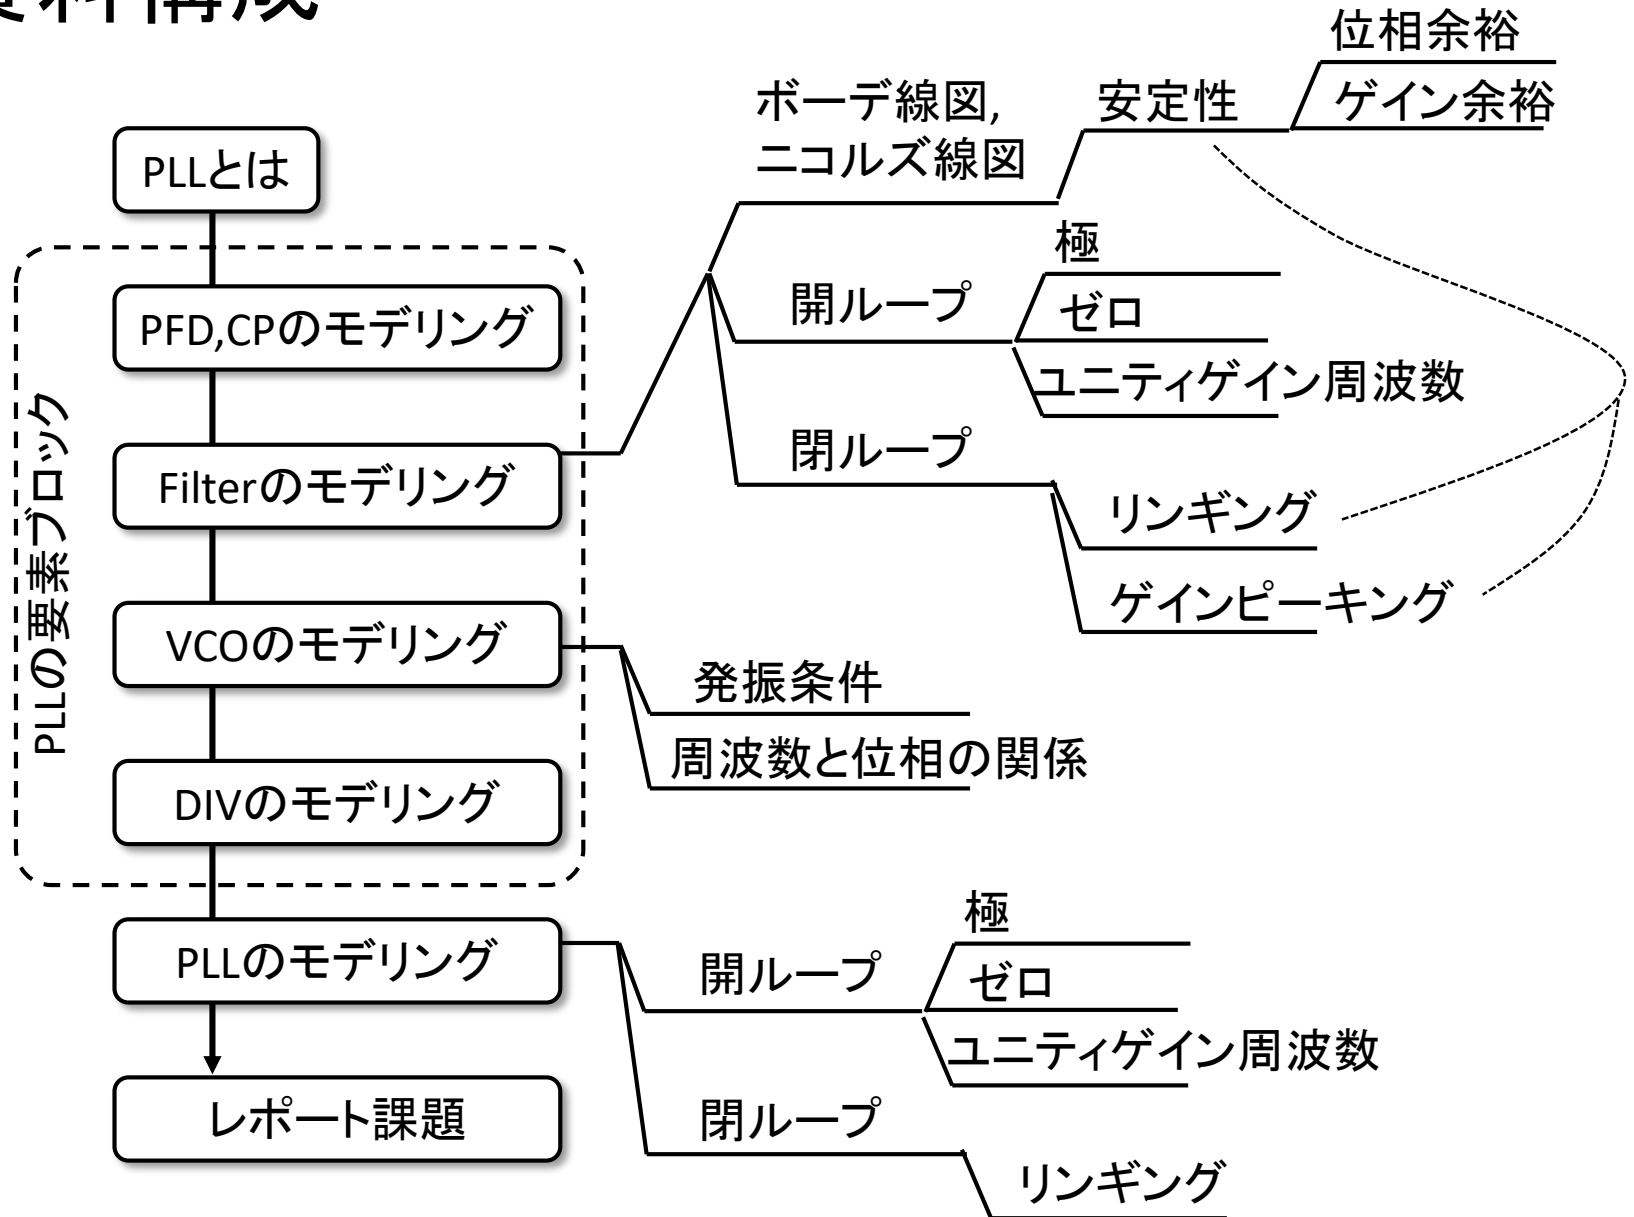 資料構成
PLLとは
PLLの要素ブロック
PFD,CPのモデリング
Filterのモデリング
VCOのモデリング
DIVのモデリング
PLLのモデリング
レポート課題
ボーデ線図,
ニコルズ線図
安定性
位相余裕
ゲイン余裕
開ループ
極
ゼロ
ユニティゲイン周波数
閉ループ
リンギング
ゲインピーキング
発振条件
周波数と位相の関係
開ループ
極
ゼロ
ユニティゲイン周波数
閉ループ
リンギング